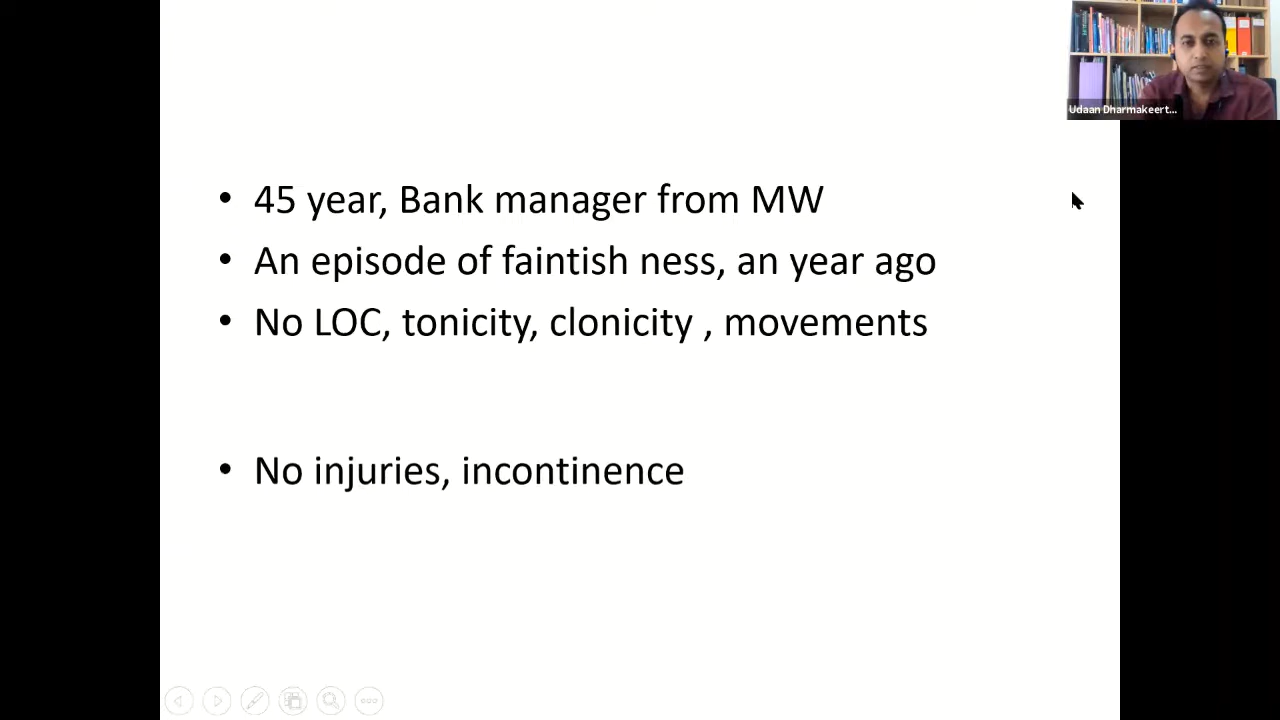 Udaan Dharmakeert...
• 45 year, Bank manager from MW
• An episode of faintish ness, an year ago
• No LOC, tonicity, clonicity , movements
• No injuries, incontinence